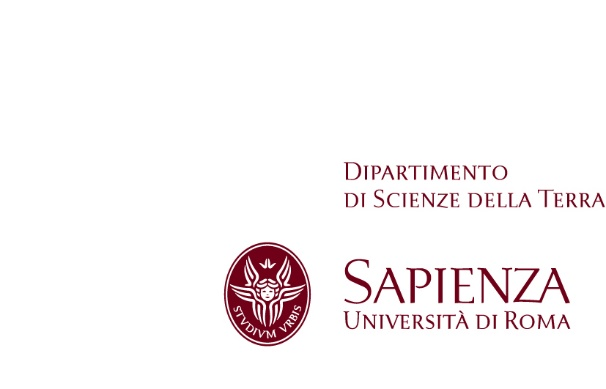 Dipartimento
di Scienze della Terra
Sapienza
Università di Roma
STVDIVM VRBIS